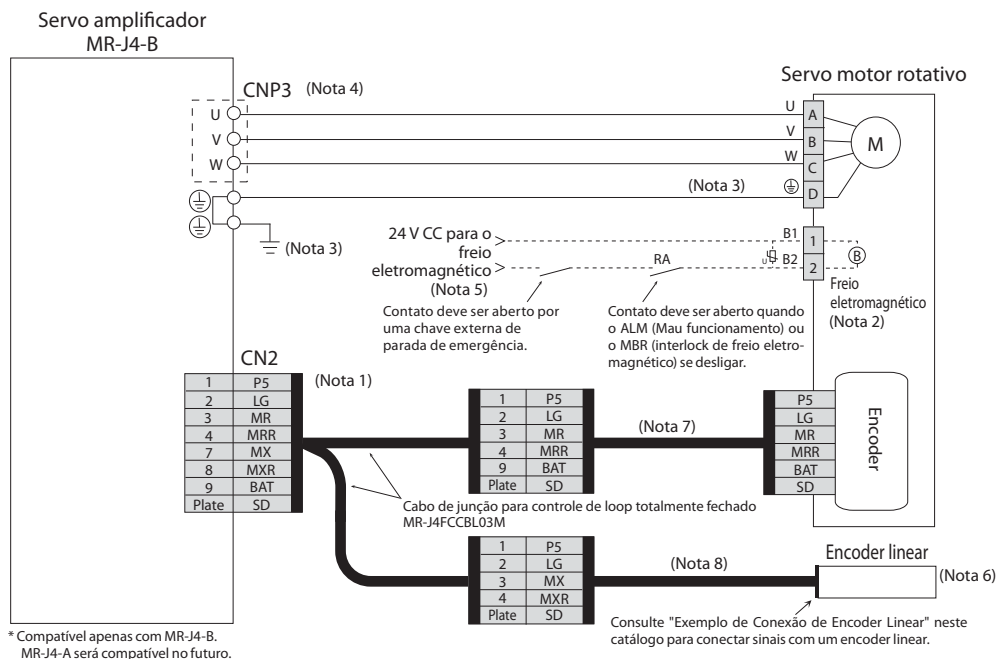 Servo amplificador
MR-J4-B
Servo motor rotativo
CNP3 (Nota 4)
U
V
W
U
V
W
A
B
C
D
M
(Nota 3)
(Nota 3)
24 V CC para o
freio
eletromagnético
(Nota 5)
RA
B1
B2
U
1
2
B
Freio
eletromagnético
(Nota 2)
Contato deve ser aberto por
uma chave externa de
parada de emergência.
Contato deve ser aberto quando
o ALM (Mau funcionamento) ou
o MBR (interlock de freio eletro-
magnético) se desligar.
CN2
(Nota 1)
1 P5
2 LG
3 MR
4 MRR
7 MX
8 MXR
9 BAT
Plate SD
1 P5
2 LG
3 MR
4 MRR
9 BAT
Plate SD
(Nota 7)
P5
LG
MR
MRR
BAT
SD
Encoder
Cabo de junção para controle de loop totalmente fechado
MR-J4FCCBL03M
1 P5
2 LG
3 MX
4 MXR
Plate SD
(Nota 8)
Encoder linear
(Nota 6)
Consulte "Exemplo de Conexão de Encoder Linear" neste
catálogo para conectar sinais com um encoder linear.
* Compatível apenas com MR-J4-B.
MR-J4-A será compatível no futuro.